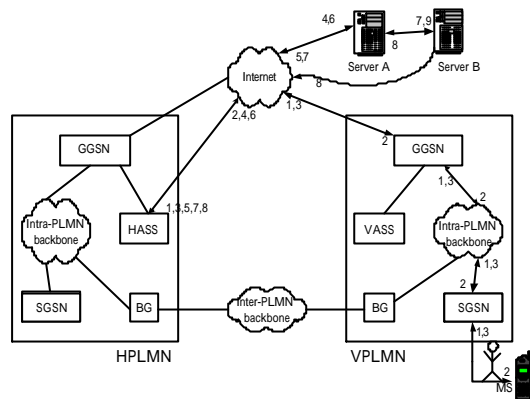 4,6
7,9
8
5,7
Server A
Server B
Internet
8
2,4,6
1,3
GGSN
2
GGSN
1,3
2
1,3,5,7,8
Intra-PLMN
backbone
HASS
VASS
Intra-PLMN
backbone
1,3
2
SGSN
BG
Inter-PLMN
backbone
BG
SGSN
1,3
HPLMN
VPLMN
2
MS